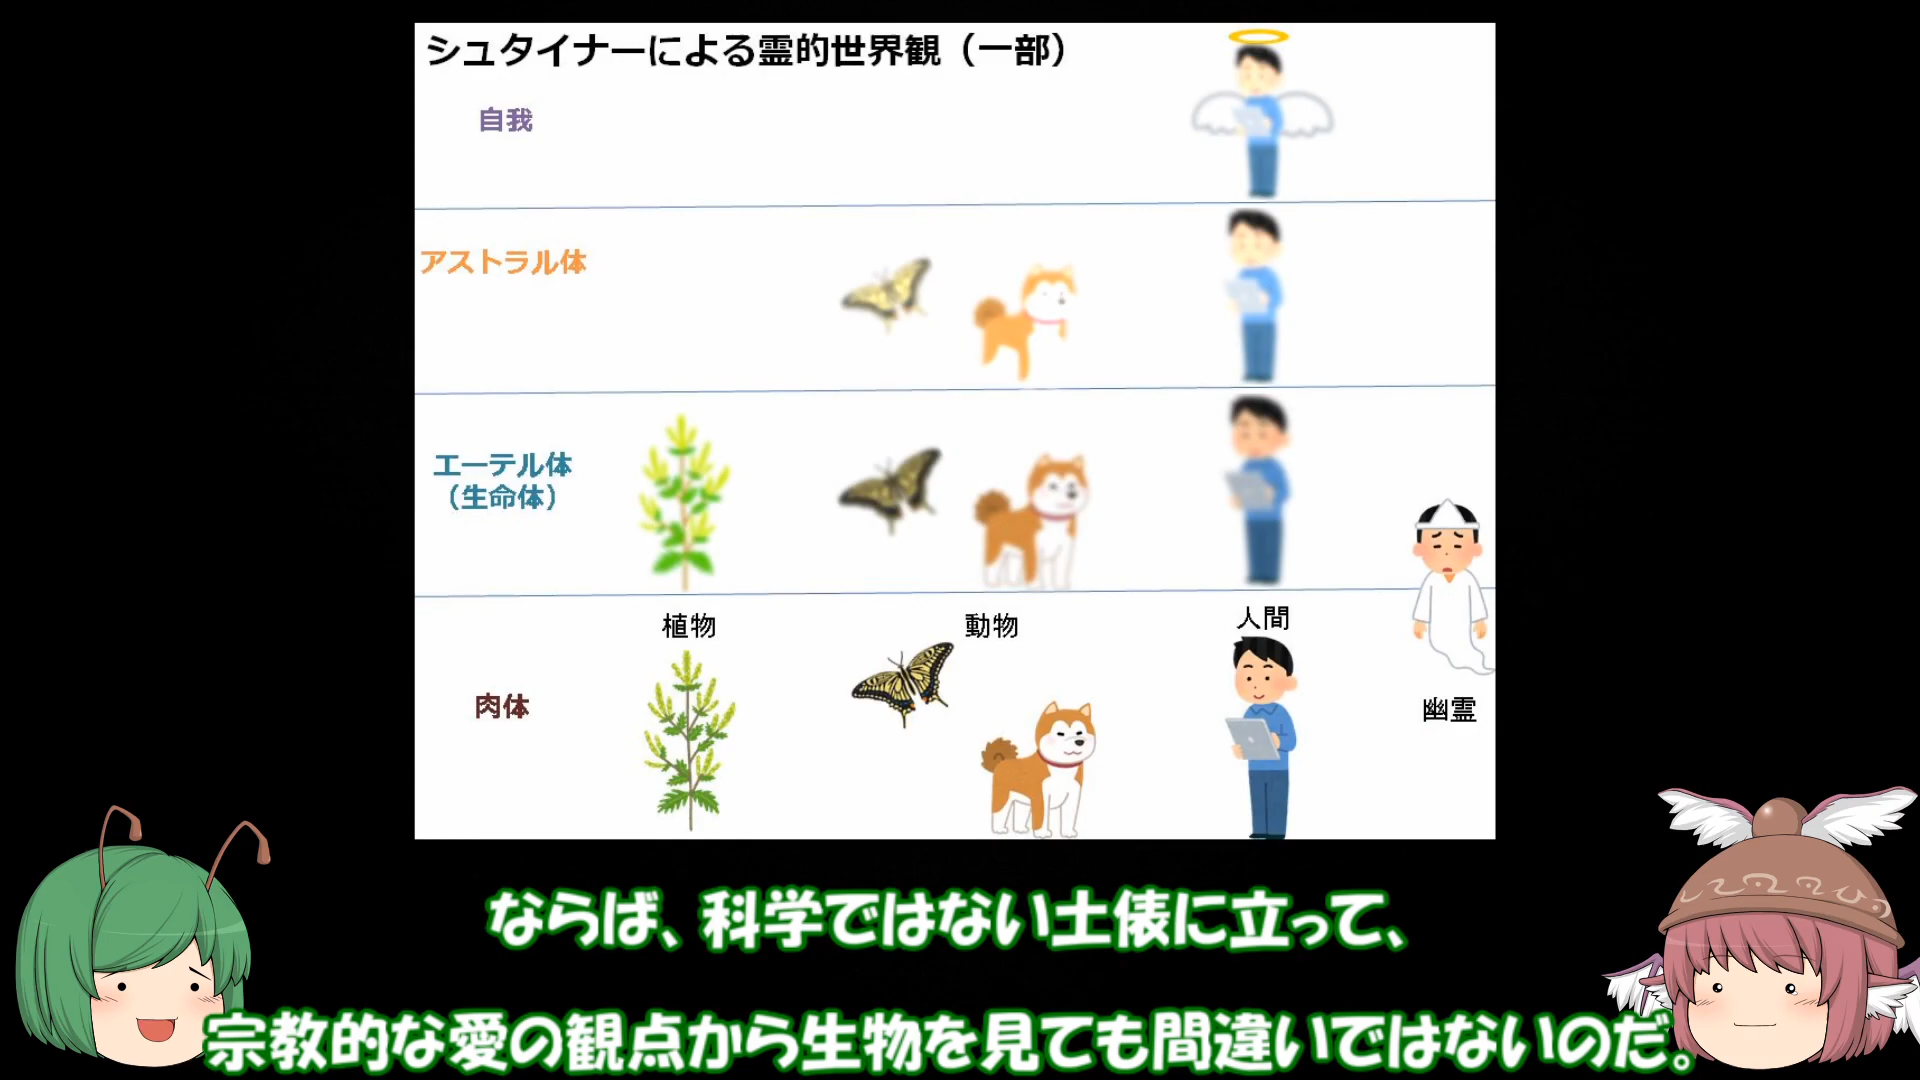 シュタイナーによる霊的世界観（一部）
自我
アストラル体
エーテル体
（生命体）
植物
動物
人間
肉体
幽霊
ならば、科学ではない土俵に立って、
宗教的な愛の観点から生物を見ても間違いではないのだ。